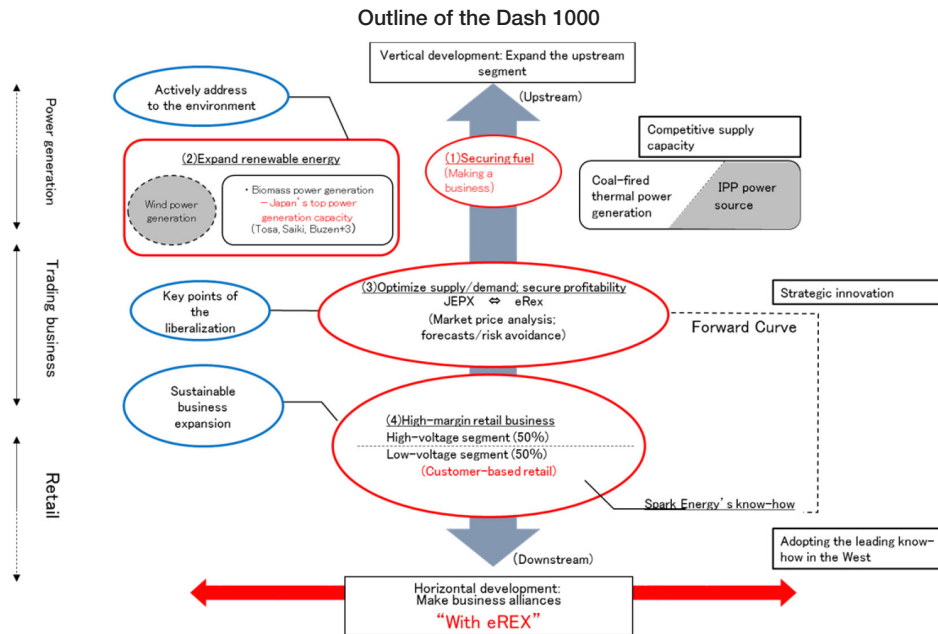 Outline of the Dash 1000
Vertical development: Expand the upstream
segment
(Upstream)
Actively address
to the environment
Power generation
(2)Expand renewable energy
Wind power
generation
・Biomass power generation
—Japan's top power
generation capacity
(Tosa, Saiki, Buzen+3)
(1)Securing fuel
(Making a
business)
Competitive supply
capacity
Coal-fired
thermal power
generation
IPP power
source
Trading business
Key points of
the
liberalization
(3)Optimize supply/demand; secure profitability
JEPX ⇔ eRex
(Market price analysis;
forecasts/risk avoidance)
Strategic innovation
Forward Curve
Sustainable
business
expansion
(4)High-margin retail business
High-voltage segment (50%)
Low-voltage segment (50%)
(Customer-based retail)
Retail
Spark Energy's know-how
(Downstream)
Adopting the leading know-
how in the West
Horizontal development:
Make business alliances
"With eREX"